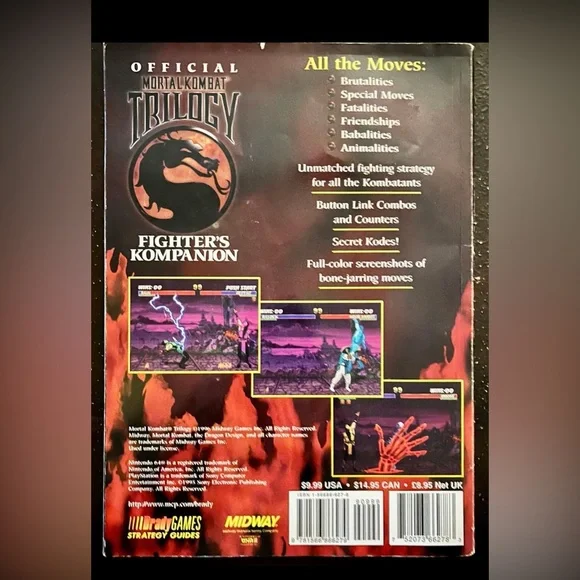 OFFICIAL
MORTAL KOMBAT
TRILOGY
FIGHTER'S
KOMPANION
All the Moves:
Brutalities
Special Moves
Fatalities
Friendships
Babalities
Animalities
Unmatched fighting strategy
for all the Kombatants
Button Link Combos
and Counters
Secret Kodes!
Full-color screenshots of
bone-jarring moves
99
99
99
Mortal Kombat® Trilogy ©1996 Midway Games Inc. All Rights Reserved.
Midway, Mortal Kombat, the Dragon Design, and all character names
are trademarks of Midway Games Inc.
Used under license.
Nintendo 64® is a registered trademark of
Nintendo of America, Inc. All Rights Reserved.
PlayStation is a trademark of Sony Computer
Entertainment Inc. ©1995 Sony Electronic Publishing
Company. All Rights Reserved.
http://www.mcp.com/brady
BradyGAMES
STRATEGY GUIDES
MIDWAY
$9.99 USA • $14.95 CAN • £8.95 Net UK
90999